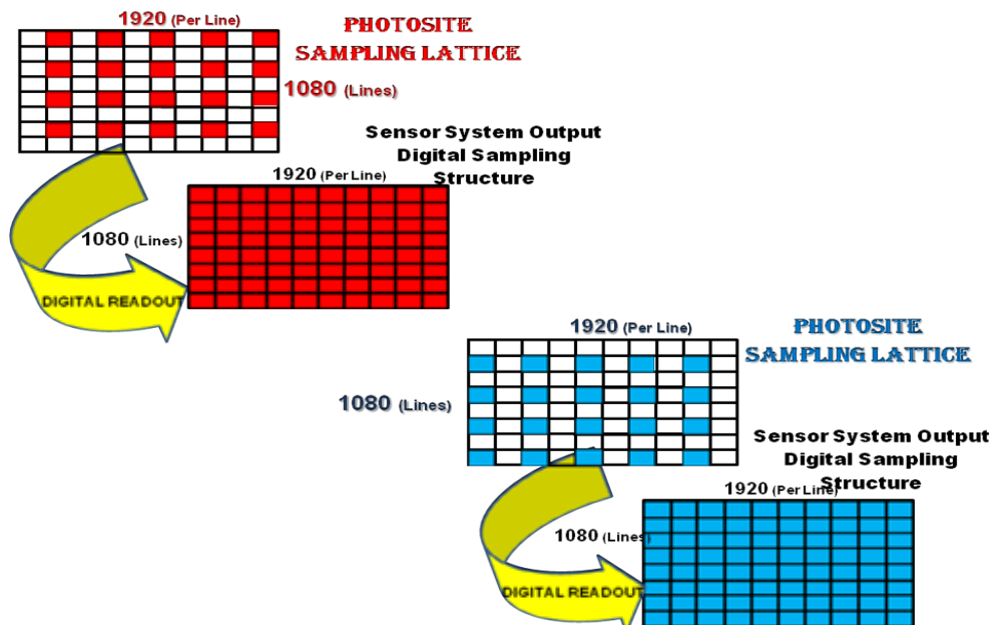 1920 (Per Line)
PHOTOSITE
SAMPLING LATTICE
1080 (Lines)
Sensor System Output
Digital Sampling
Structure
1920 (Per Line)
1080 (Lines)
DIGITAL READOUT
1920 (Per Line)
PHOTOSITE
SAMPLING LATTICE
1080 (Lines)
Sensor System Output
Digital Sampling
Structure
1920 (Per Line)
1080 (Lines)
DIGITAL READOUT